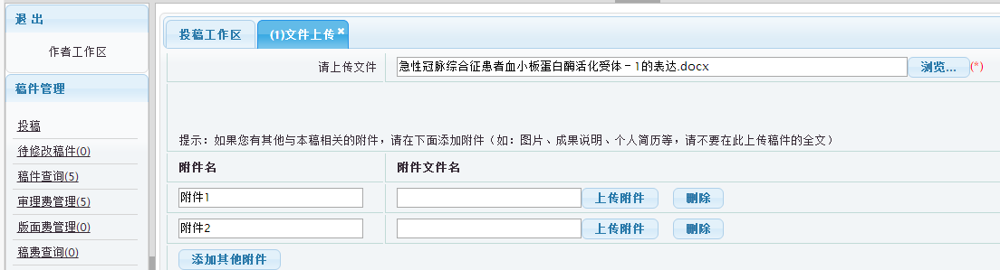 退 出
作者工作区
稿件管理
投稿
待修改稿件(0)
稿件查询(5)
审理费管理(5)
版面费管理(0)
稿费查询(0)
投稿工作区
(1)文件上传 ×
请上传文件 急性冠脉综合征患者血小板蛋白酶活化受体－1的表达.docx 浏览... (*)
提示：如果您有其他与本稿相关的附件，请在下面添加附件（如：图片、成果说明、个人简历等，请不要在此上传稿件的全文）
附件名 附件文件名
附件1 上传附件 删除
附件2 上传附件 删除
添加其他附件